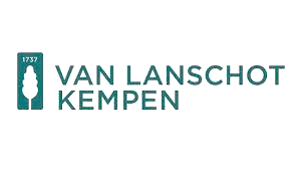 1737
VAN LANSCHOT
KEMPEN